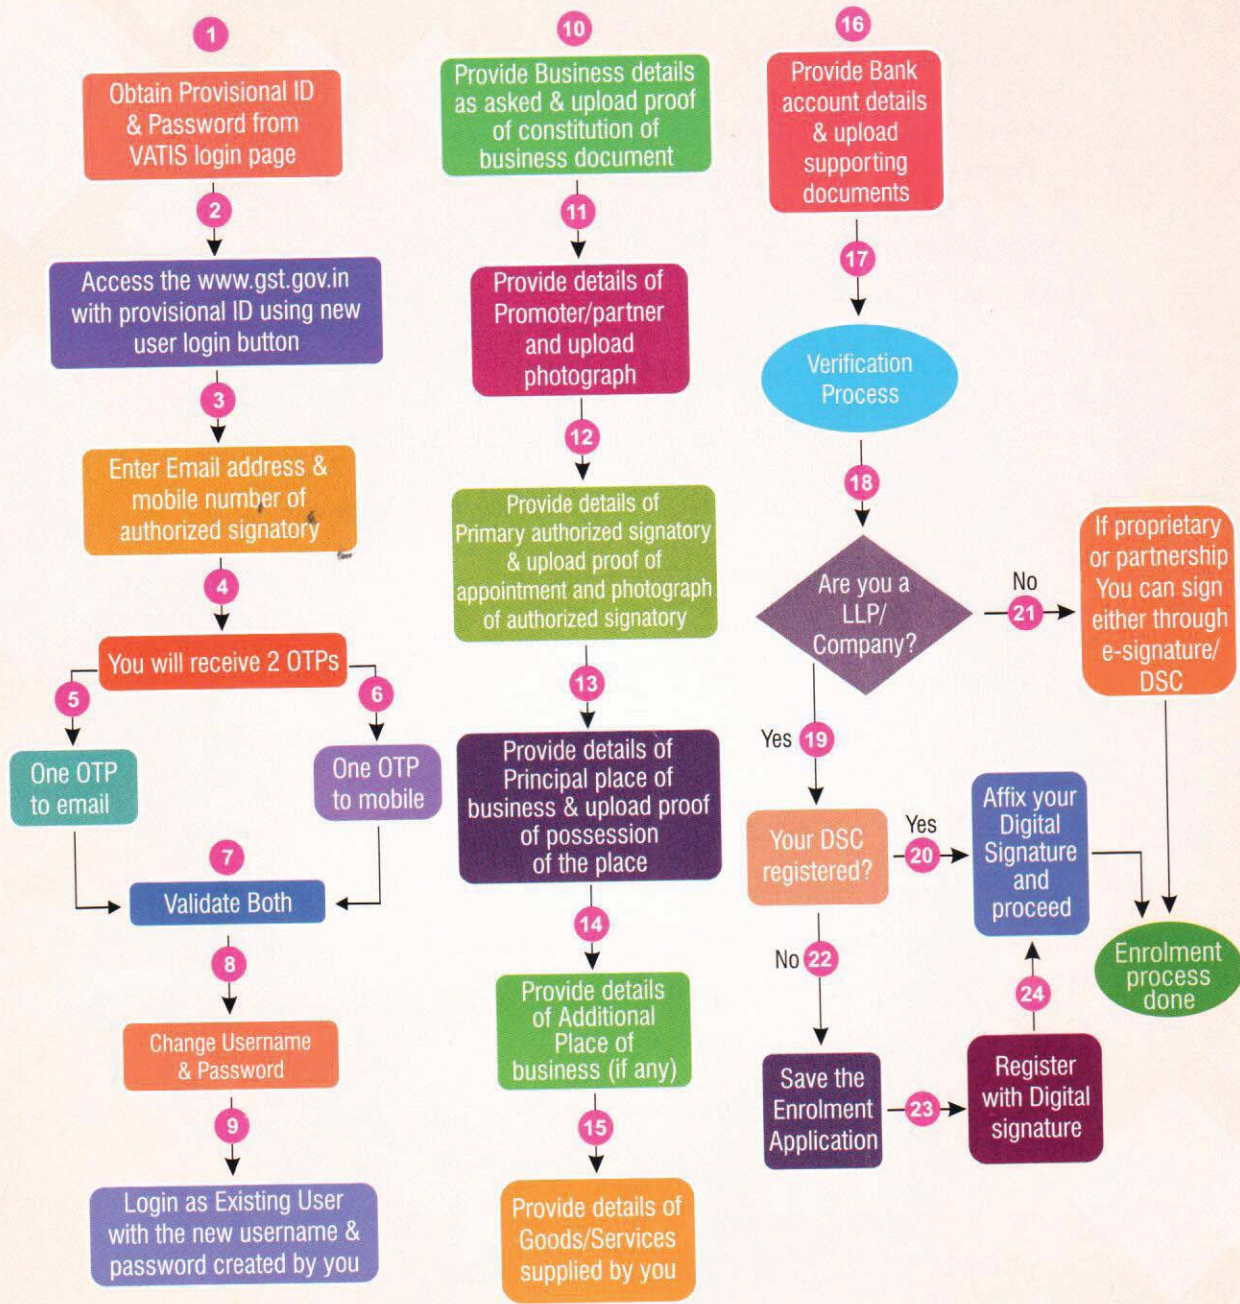 1
Obtain Provisional ID
& Password from
VATIS login page
2
Access the www.gst.gov.in
with provisional ID using new
user login button
3
Enter Email address &
mobile number of
authorized signatory
4
You will receive 2 OTPs
5
6
One OTP
to email
One OTP
to mobile
7
Validate Both
8
Change Username
& Password
9
Login as Existing User
with the new username &
password created by you
10
Provide Business details
as asked & upload proof
of constitution of
business document
11
Provide details of
Promoter/partner
and upload
photograph
12
Provide details of
Primary authorized signatory
& upload proof of
appointment and photograph
of authorized signatory
13
Provide details of
Principal place of
business & upload proof
of possession
of the place
14
Provide details
of Additional
Place of
business (if any)
15
Provide details of
Goods/Services
supplied by you
16
Provide Bank
account details
& upload
supporting
documents
17
Verification
Process
18
Are you a
LLP/
Company?
No
21
If proprietary
or partnership
You can sign
either through
e-signature/
DSC
Yes 19
Your DSC
registered?
Yes
20
Affix your
Digital
Signature
and
proceed
No 22
Save the
Enrolment
Application
23
Register
with Digital
signature
24
Enrolment
process
done